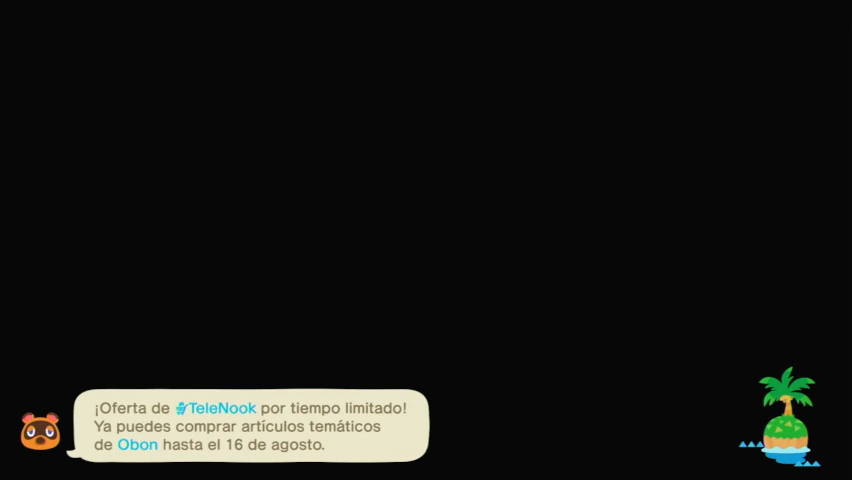 ¡Oferta de TeleNook por tiempo limitado!
Ya puedes comprar artículos temáticos
de Obon hasta el 16 de agosto.